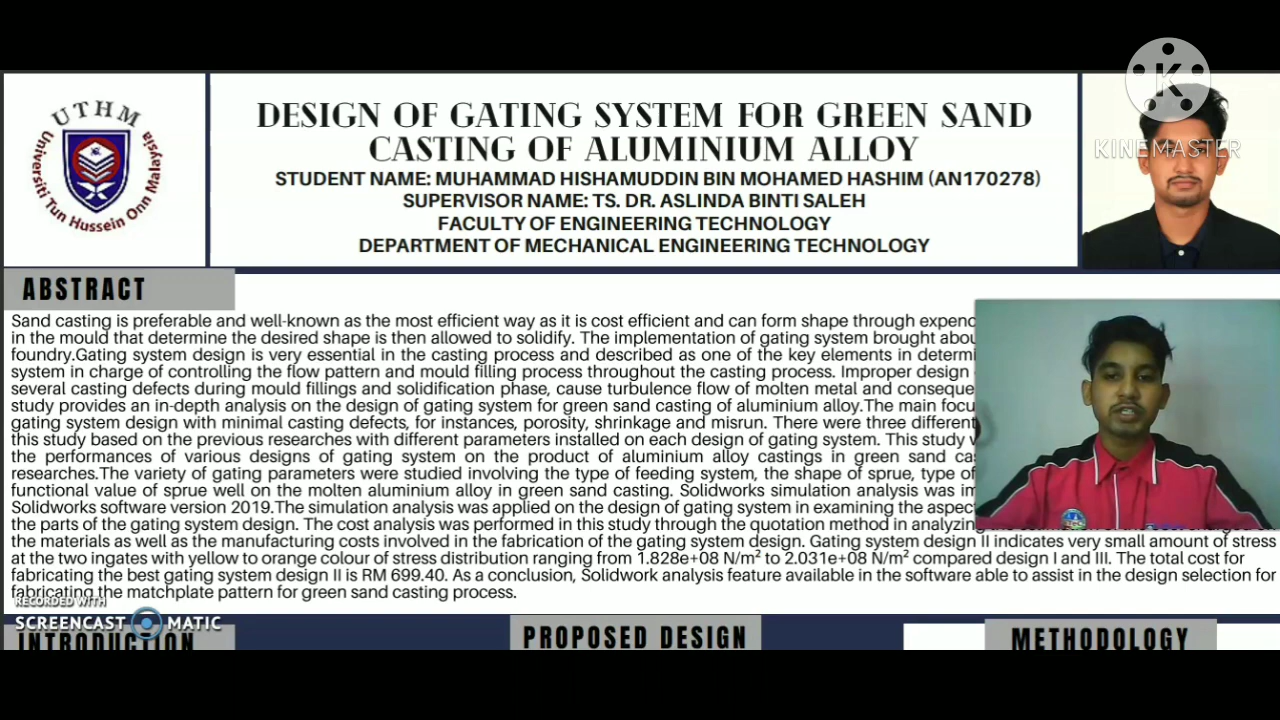 UTHM
Universiti Tun Hussein Onn Malaysia
DESIGN OF GATING SYSTEM FOR GREEN SAND
CASTING OF ALUMINIUM ALLOY
STUDENT NAME: MUHAMMAD HISHAMUDDIN BIN MOHAMED HASHIM (AN170278)
SUPERVISOR NAME: TS. DR. ASLINDA BINTI SALEH
FACULTY OF ENGINEERING TECHNOLOGY
DEPARTMENT OF MECHANICAL ENGINEERING TECHNOLOGY
K
KINEMASTER
ABSTRACT
Sand casting is preferable and well-known as the most efficient way as it is cost efficient and can form shape through
in the mould that determine the desired shape is then allowed to solidify. The implementation of gating system brought
foundry.Gating system design is very essential in the casting process and described as one of the key elements in
system in charge of controlling the flow pattern and mould filling process throughout the casting process. Improper design
several casting defects during mould fillings and solidification phase, cause turbulence flow of molten metal and
study provides an in-depth analysis on the design of gating system for green sand casting of aluminium alloy.The main
gating system design with minimal casting defects, for instances, porosity, shrinkage and misrun. There were three different
this study based on the previous researches with different parameters installed on each design of gating system. This study
the performances of various designs of gating system on the product of aluminium alloy castings in green sand
researches.The variety of gating parameters were studied involving the type of feeding system, the shape of sprue, type of
functional value of sprue well on the molten aluminium alloy in green sand casting. Solidworks simulation analysis was
Solidworks software version 2019.The simulation analysis was applied on the design of gating system in examining the
the parts of the gating system design. The cost analysis was performed in this study through the quotation method in
the materials as well as the manufacturing costs involved in the fabrication of the gating system design. Gating system design II indicates very small amount of stress
at the two ingates with yellow to orange colour of stress distribution ranging from 1.828e+08 N/m² to 2.031e+08 N/m² compared design I and III. The total cost for
fabricating the best gating system design II is RM 699.40. As a conclusion, Solidwork analysis feature available in the software able to assist in the design selection for
fabricating the matchplate pattern for green sand casting process.
RECORDED WITH
SCREENCAST MATIC
INTRODUCTION
PROPOSED DESIGN
METHODOLOGY